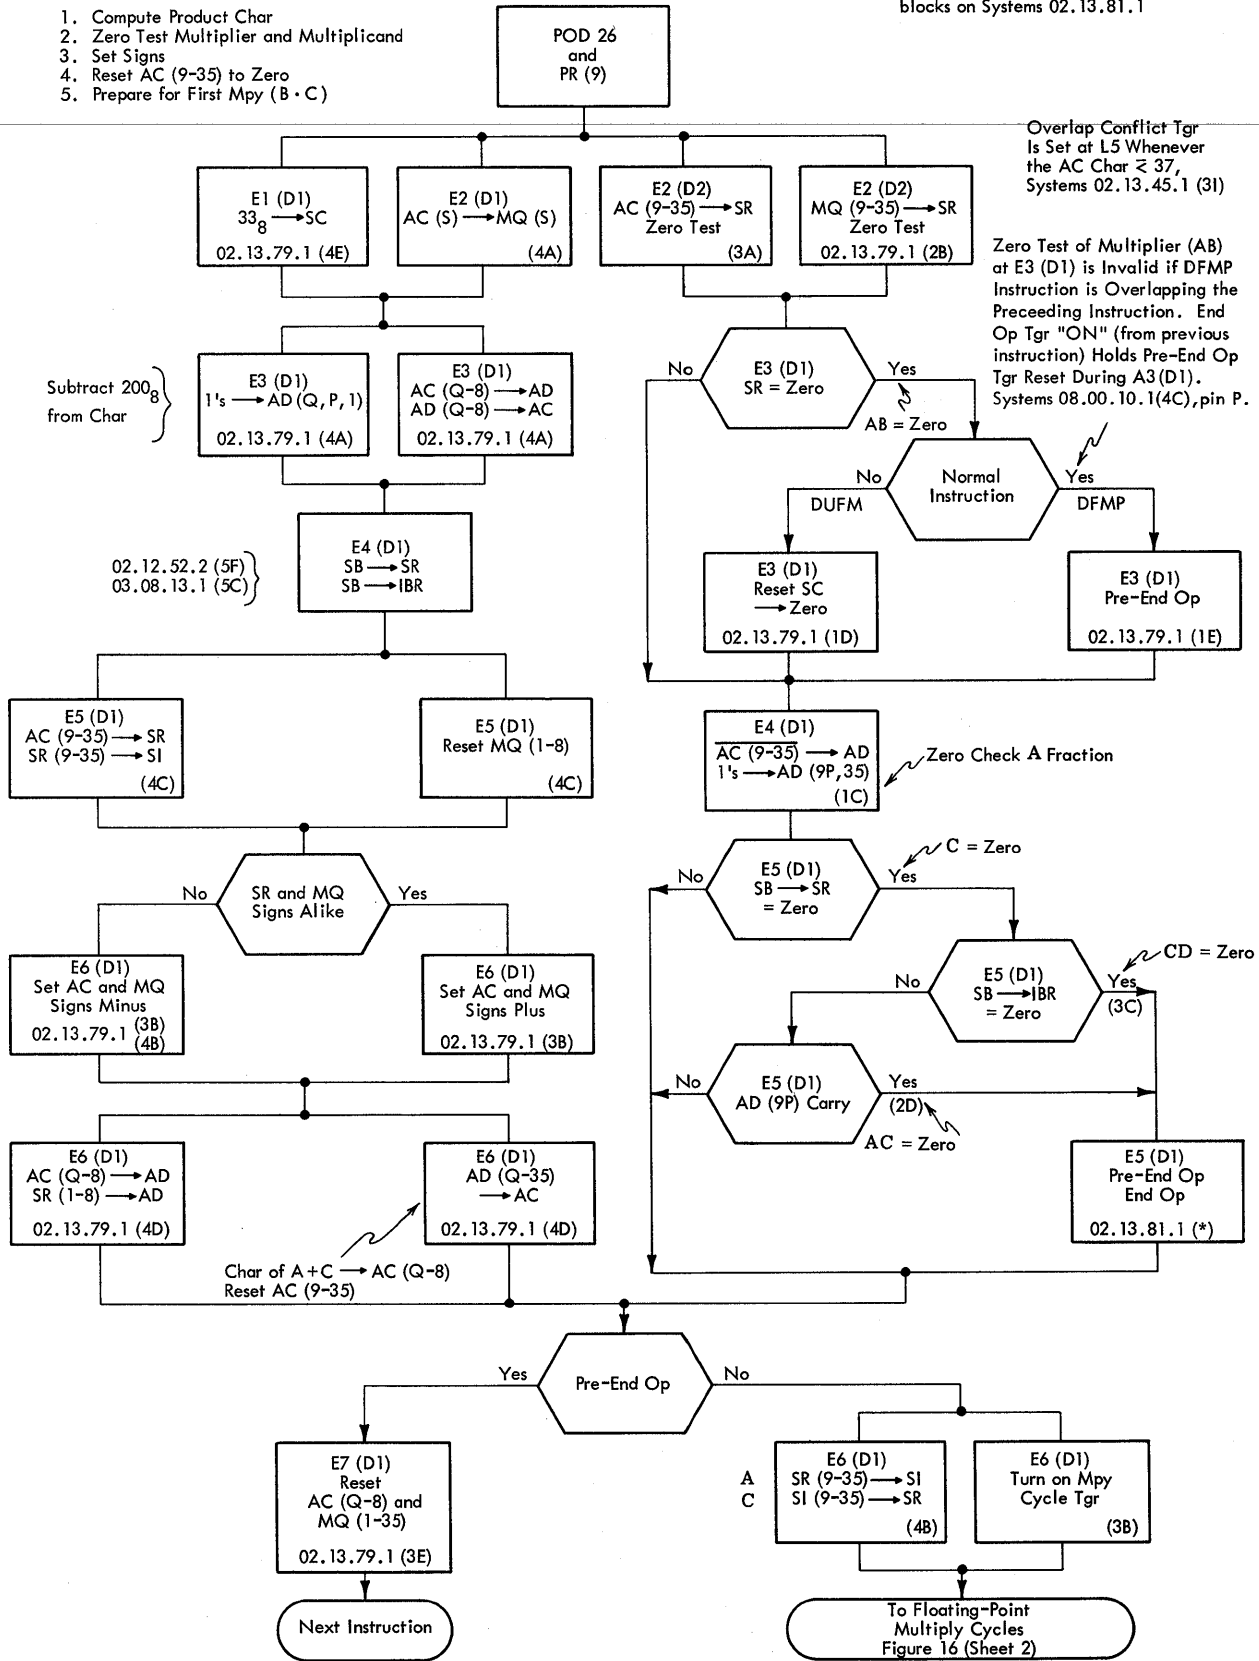 blocks on Systems 02.13.81.1
1. Compute Product Char
2. Zero Test Multiplier and Multiplicand
3. Set Signs
4. Reset AC (9-35) to Zero
5. Prepare for First Mpy (B · C)
POD 26
and
PR (9)
Overlap Conflict Tgr
Is Set at L5 Whenever
the AC Char ⋜ 37,
Systems 02.13.45.1 (3I)
E1 (D1)
33₈ → SC
02.13.79.1 (4E)
E2 (D1)
AC (S) → MQ (S)
(4A)
E2 (D2)
AC (9-35) → SR
Zero Test
(3A)
E2 (D2)
MQ (9-35) → SR
Zero Test
02.13.79.1 (2B)
Zero Test of Multiplier (AB)
at E3 (D1) is Invalid if DFMP
Instruction is Overlapping the
Preceeding Instruction. End
Op Tgr "ON" (from previous
instruction) Holds Pre-End Op
Tgr Reset During A3(D1).
Systems 08.00.10.1(4C), pin P.
Subtract 200₈
from Char
E3 (D1)
1's → AD (Q, P, 1)
02.13.79.1 (4A)
E3 (D1)
AC (Q-8) → AD
AD (Q-8) → AC
02.13.79.1 (4A)
No
E3 (D1)
SR = Zero
Yes
AB = Zero
No
DUFM
Normal
Instruction
Yes
DFMP
02.12.52.2 (5F)
03.08.13.1 (5C)
E4 (D1)
SB → SR
SB → IBR
E3 (D1)
Reset SC
→ Zero
02.13.79.1 (1D)
E3 (D1)
Pre-End Op
02.13.79.1 (1E)
E5 (D1)
AC (9-35) → SR
SR (9-35) → SI
(4C)
E5 (D1)
Reset MQ (1-8)
(4C)
E4 (D1)
A̅C̅ ̅(̅9̅-̅3̅5̅)̅ → AD
1's → AD (9P, 35)
(1C)
Zero Check A Fraction
No
SR and MQ
Signs Alike
Yes
No
E5 (D1)
SB → SR
= Zero
Yes
C = Zero
E6 (D1)
Set AC and MQ
Signs Minus
02.13.79.1 (3B)
(4B)
E6 (D1)
Set AC and MQ
Signs Plus
02.13.79.1 (3B)
No
E5 (D1)
SB → IBR
= Zero
Yes
(3C)
CD = Zero
No
E5 (D1)
AD (9P) Carry
Yes
(2D)
AC = Zero
E6 (D1)
AC (Q-8) → AD
SR (1-8) → AD
02.13.79.1 (4D)
E6 (D1)
AD (Q-35)
→ AC
02.13.79.1 (4D)
E5 (D1)
Pre-End Op
End Op
02.13.81.1 (*)
Char of A+C → AC (Q-8)
Reset AC (9-35)
Yes
Pre-End Op
No
E7 (D1)
Reset
AC (Q-8) and
MQ (1-35)
02.13.79.1 (3E)
A
C
E6 (D1)
SR (9-35) → SI
SI (9-35) → SR
(4B)
E6 (D1)
Turn on Mpy
Cycle Tgr
(3B)
Next Instruction
To Floating-Point
Multiply Cycles
Figure 16 (Sheet 2)